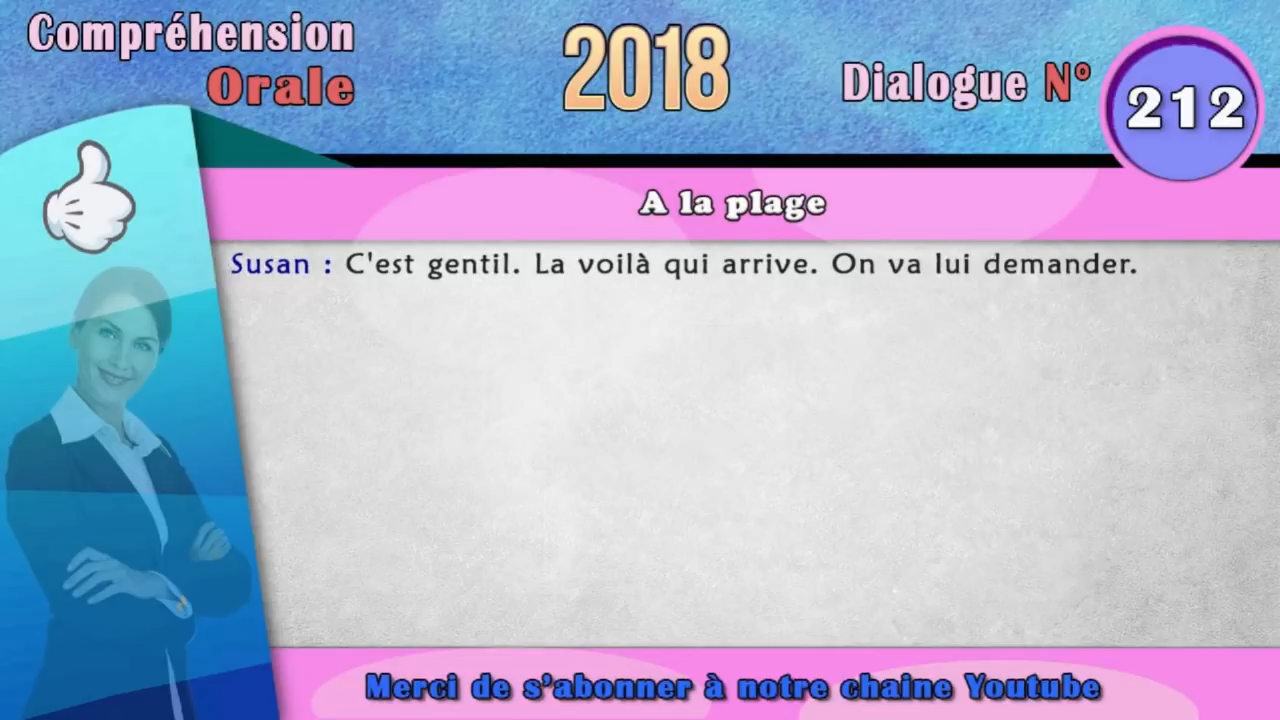 Compréhension
Orale
2018
Dialogue N°
212
A la plage
Susan : C'est gentil. La voilà qui arrive. On va lui demander.
Merci de s'abonner à notre chaine Youtube